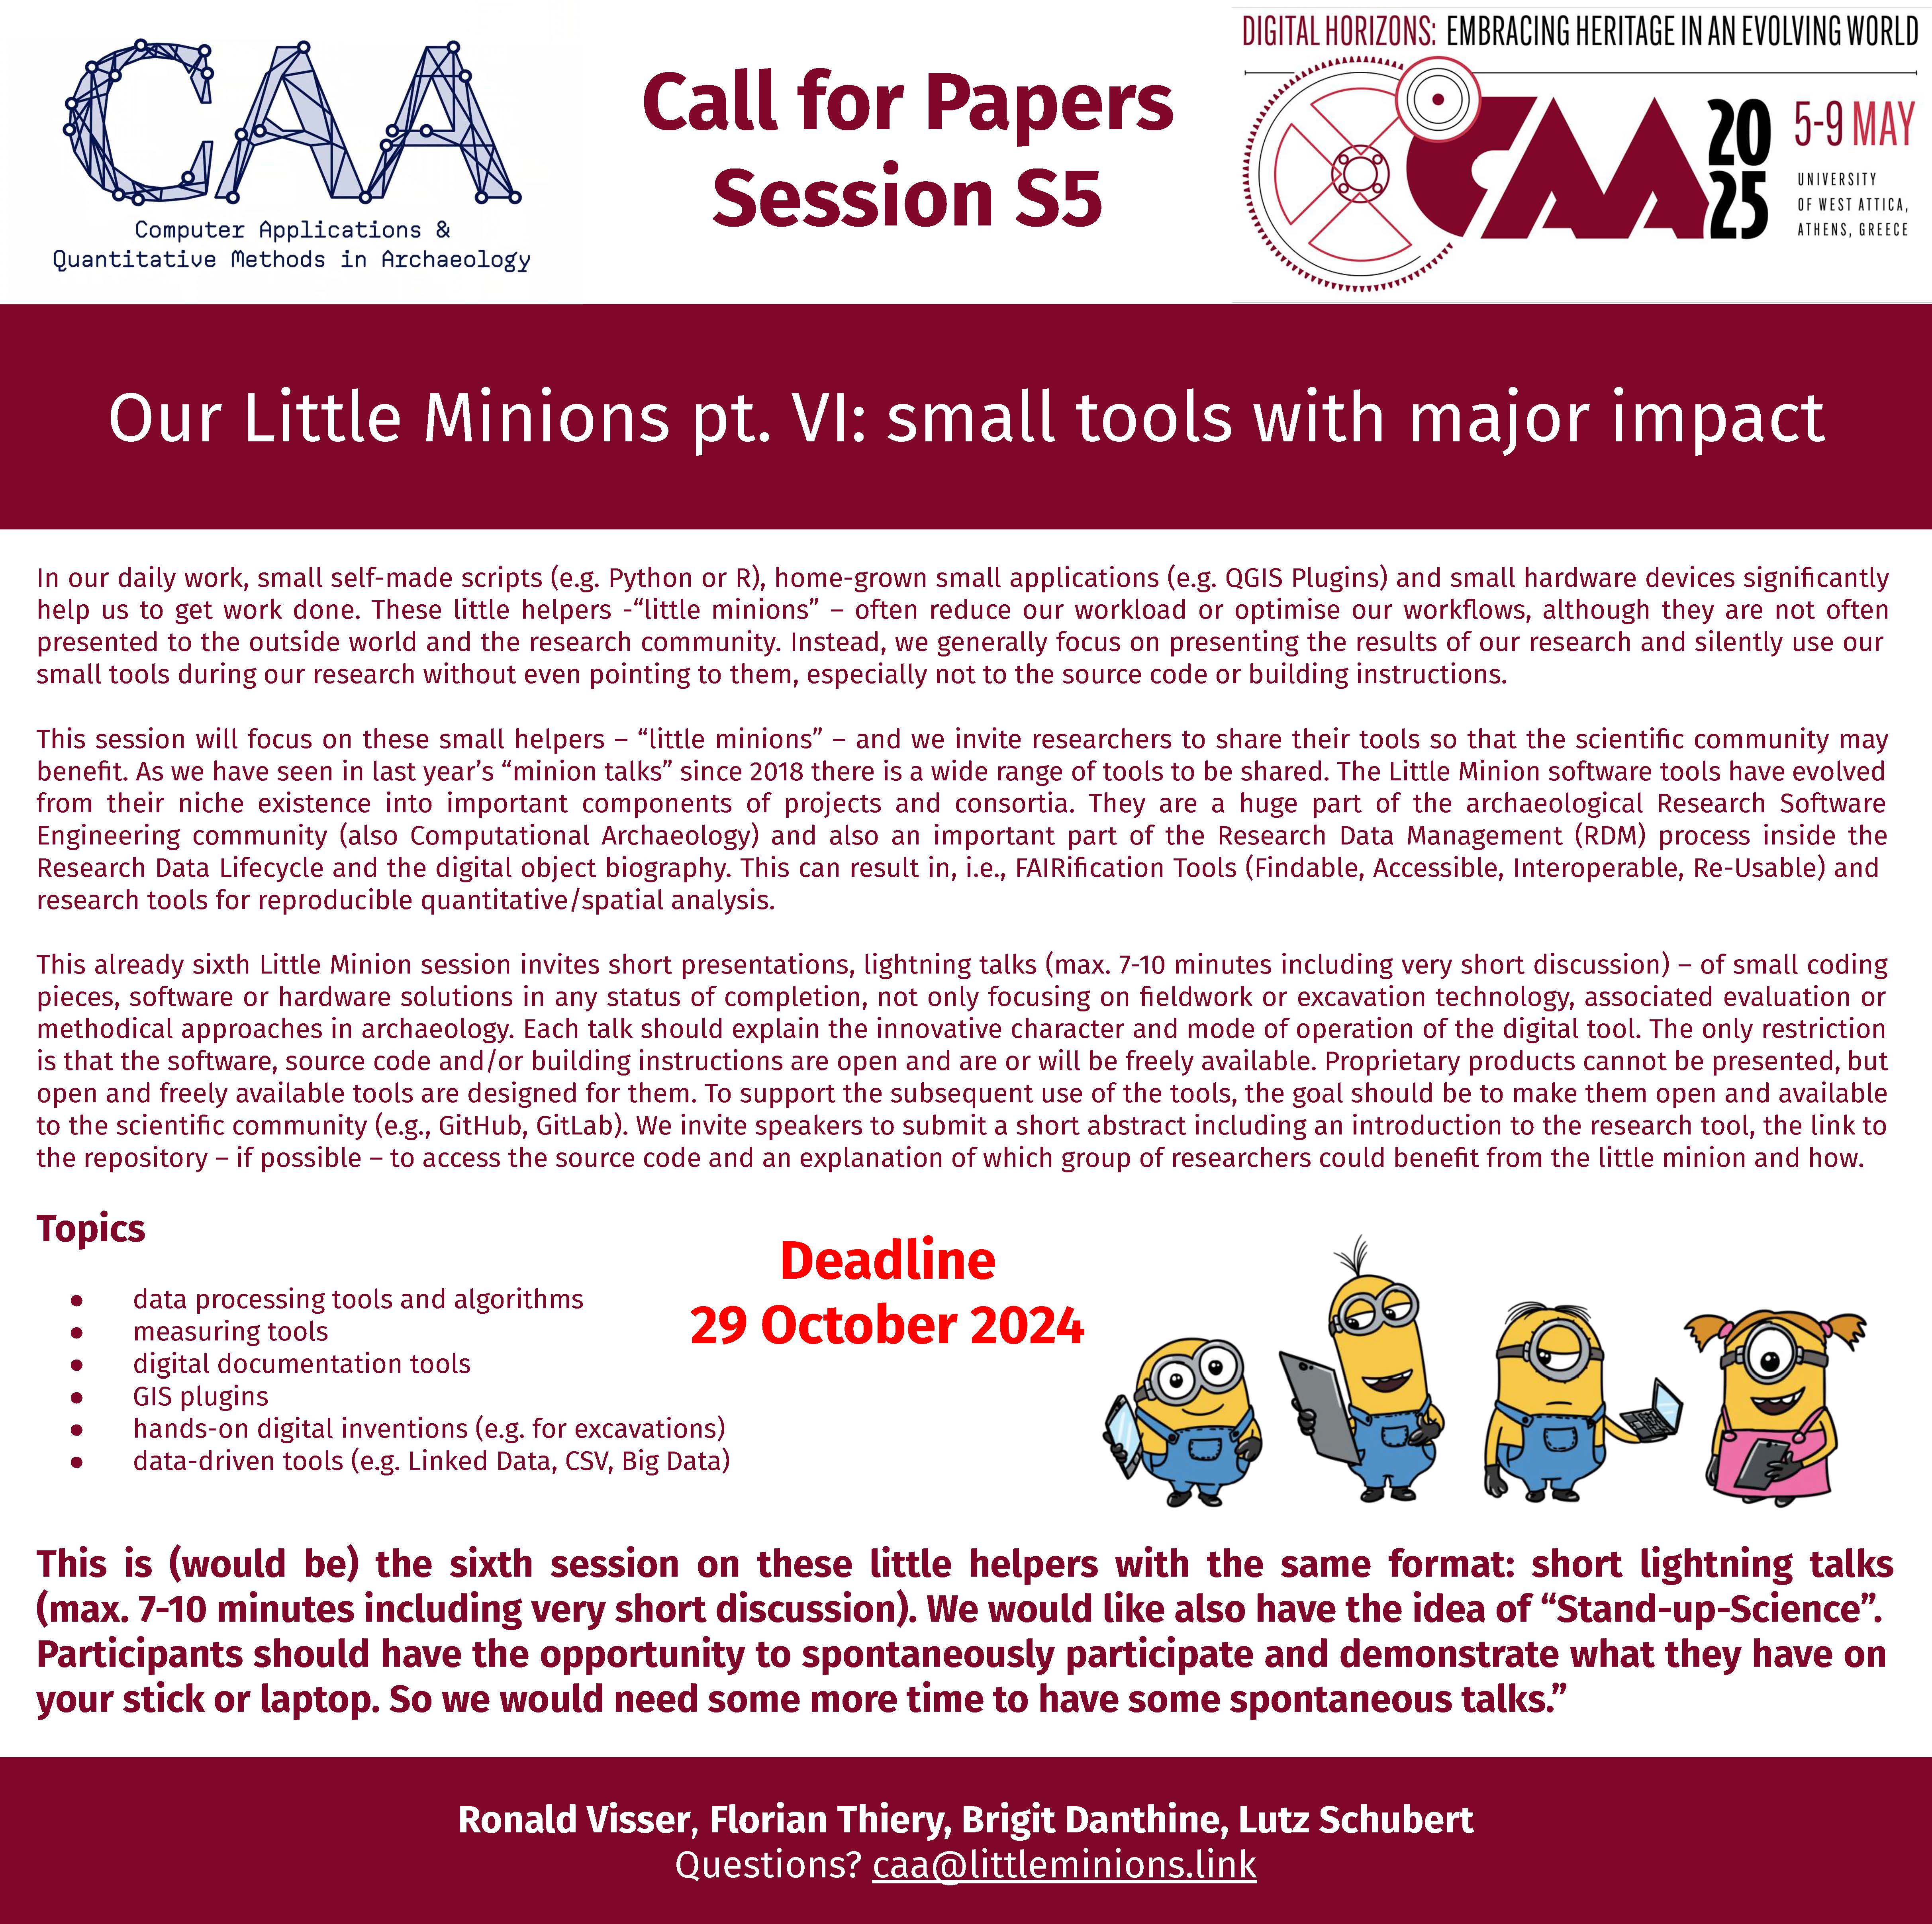 CAA
Computer Applications &
Quantitative Methods in Archaeology
Call for Papers
Session S5
DIGITAL HORIZONS: EMBRACING HERITAGE IN AN EVOLVING WORLD
CAA
20
25
5-9 MAY
UNIVERSITY
OF WEST ATTICA,
ATHENS, GREECE
Our Little Minions pt. VI: small tools with major impact
In our daily work, small self-made scripts (e.g. Python or R), home-grown small applications (e.g. QGIS Plugins) and small hardware devices significantly
help us to get work done. These little helpers -“little minions” – often reduce our workload or optimise our workflows, although they are not often
presented to the outside world and the research community. Instead, we generally focus on presenting the results of our research and silently use our
small tools during our research without even pointing to them, especially not to the source code or building instructions.
This session will focus on these small helpers – “little minions” – and we invite researchers to share their tools so that the scientific community may
benefit. As we have seen in last year’s “minion talks” since 2018 there is a wide range of tools to be shared. The Little Minion software tools have evolved
from their niche existence into important components of projects and consortia. They are a huge part of the archaeological Research Software
Engineering community (also Computational Archaeology) and also an important part of the Research Data Management (RDM) process inside the
Research Data Lifecycle and the digital object biography. This can result in, i.e., FAIRification Tools (Findable, Accessible, Interoperable, Re-Usable) and
research tools for reproducible quantitative/spatial analysis.
This already sixth Little Minion session invites short presentations, lightning talks (max. 7-10 minutes including very short discussion) – of small coding
pieces, software or hardware solutions in any status of completion, not only focusing on fieldwork or excavation technology, associated evaluation or
methodical approaches in archaeology. Each talk should explain the innovative character and mode of operation of the digital tool. The only restriction
is that the software, source code and/or building instructions are open and are or will be freely available. Proprietary products cannot be presented, but
open and freely available tools are designed for them. To support the subsequent use of the tools, the goal should be to make them open and available
to the scientific community (e.g., GitHub, GitLab). We invite speakers to submit a short abstract including an introduction to the research tool, the link to
the repository – if possible – to access the source code and an explanation of which group of researchers could benefit from the little minion and how.
Topics
● data processing tools and algorithms
● measuring tools
● digital documentation tools
● GIS plugins
● hands-on digital inventions (e.g. for excavations)
● data-driven tools (e.g. Linked Data, CSV, Big Data)
Deadline
29 October 2024
This is (would be) the sixth session on these little helpers with the same format: short lightning talks
(max. 7-10 minutes including very short discussion). We would like also have the idea of “Stand-up-Science”.
Participants should have the opportunity to spontaneously participate and demonstrate what they have on
your stick or laptop. So we would need some more time to have some spontaneous talks.”
Ronald Visser, Florian Thiery, Brigit Danthine, Lutz Schubert
Questions? caa@littleminions.link